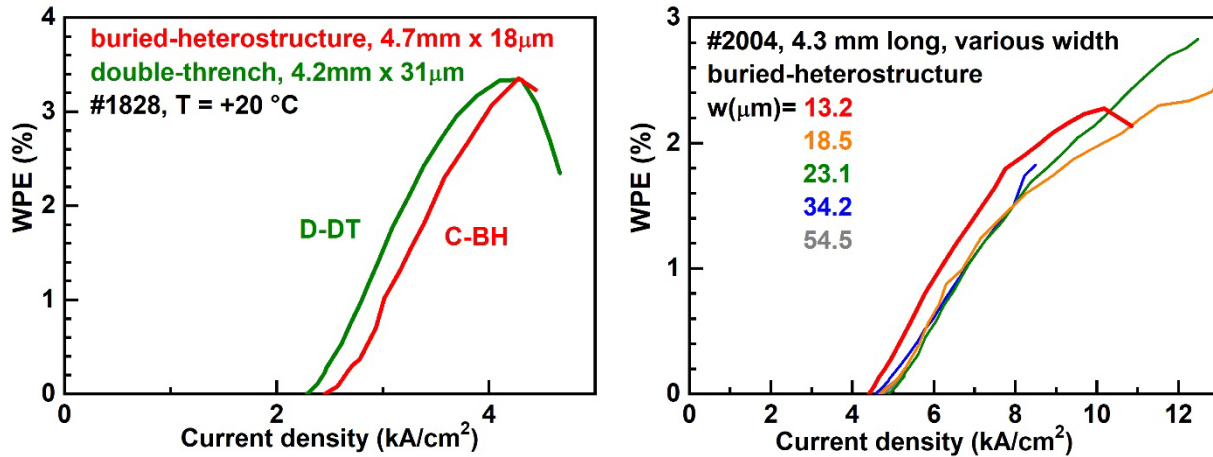 4
3
2
1
0
WPE (%)
buried-heterostructure, 4.7mm x 18μm
double-thrench, 4.2mm x 31μm
#1828, T = +20 °C
D-DT
C-BH
0
2
4
Current density (kA/cm²)
3
2
1
0
WPE (%)
#2004, 4.3 mm long, various width
buried-heterostructure
w(μm)= 13.2
18.5
23.1
34.2
54.5
0
2
4
6
8
10
12
Current density (kA/cm²)